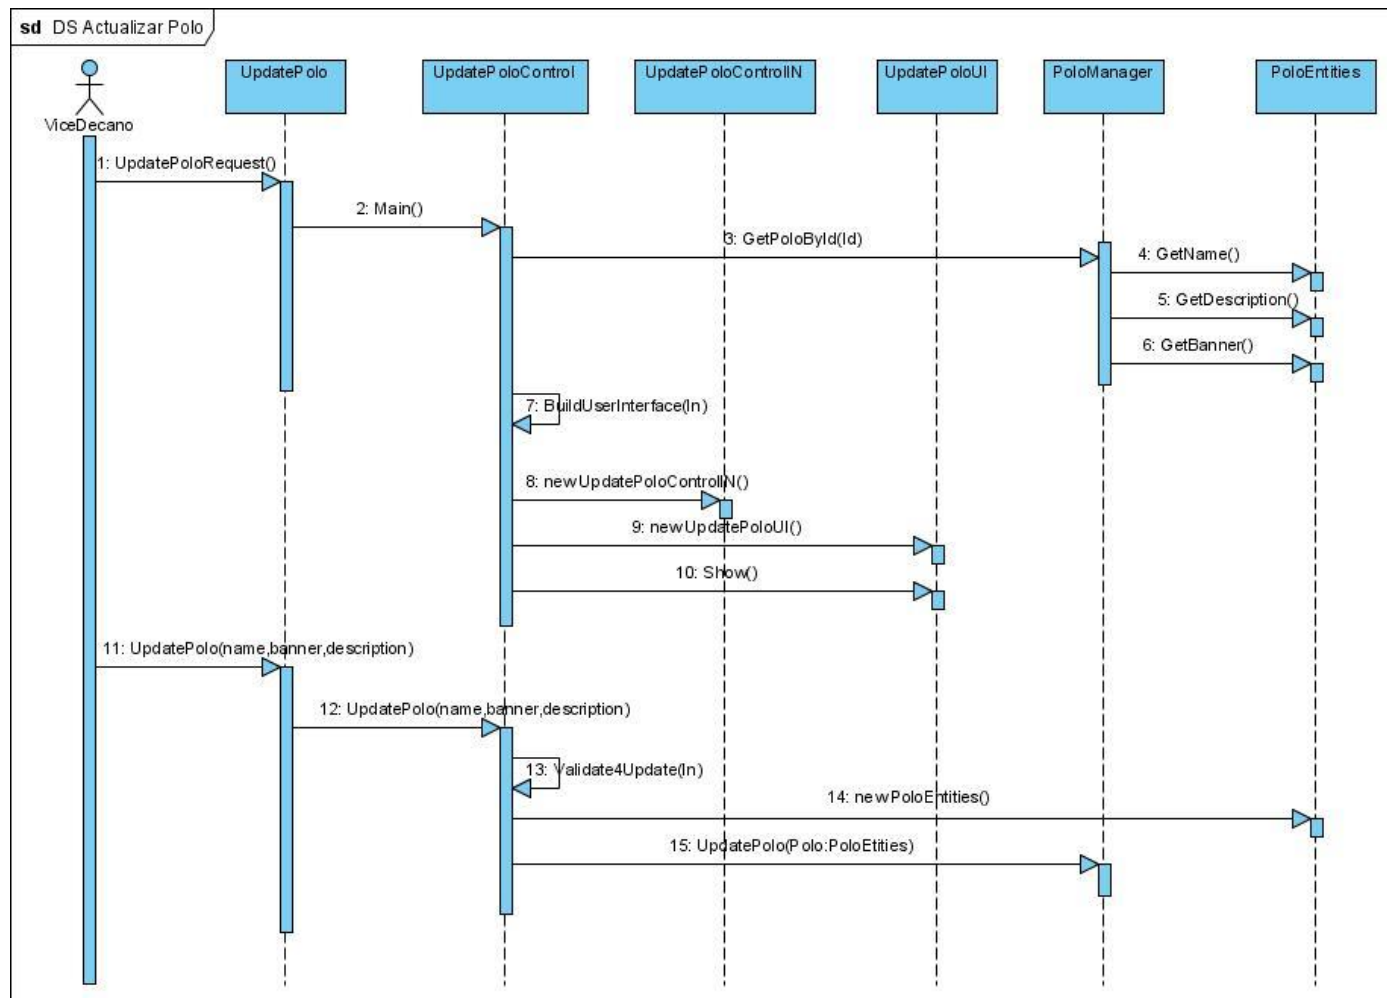 sd DS Actualizar Polo
ViceDecano
UpdatePolo
UpdatePoloControl
UpdatePoloControlIN
UpdatePoloUI
PoloManager
PoloEntities
1: UpdatePoloRequest()
2: Main()
3: GetPoloById(Id)
4: GetName()
5: GetDescription()
6: GetBanner()
7: BuildUserInterface(In)
8: newUpdatePoloControlIN()
9: newUpdatePoloUI()
10: Show()
11: UpdatePolo(name,banner,description)
12: UpdatePolo(name,banner,description)
13: Validate4Update(In)
14: newPoloEntities()
15: UpdatePolo(Polo:PoloEtities)